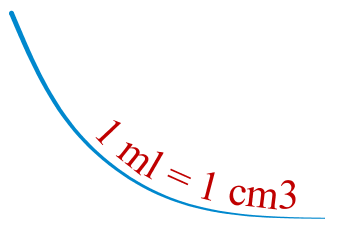 1 ml = 1 cm3